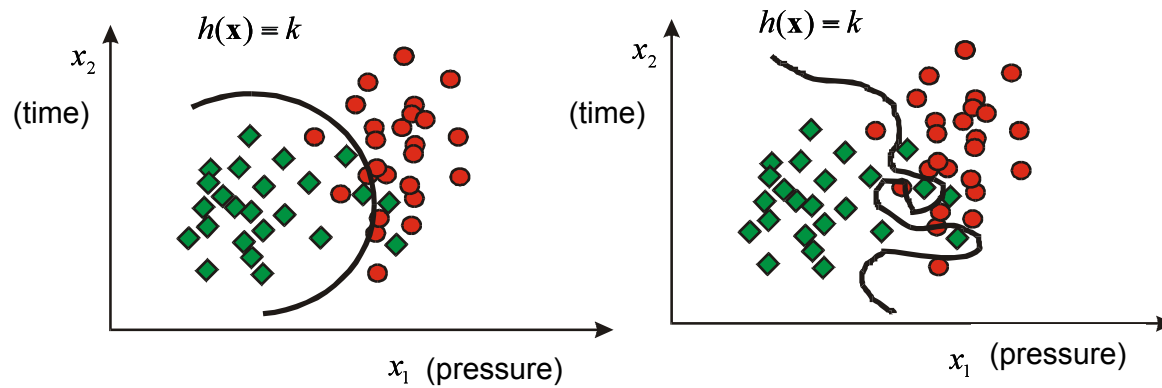 h(x) = k
x₂
(time)
x₁ (pressure)
h(x) = k
x₂
(time)
x₁ (pressure)